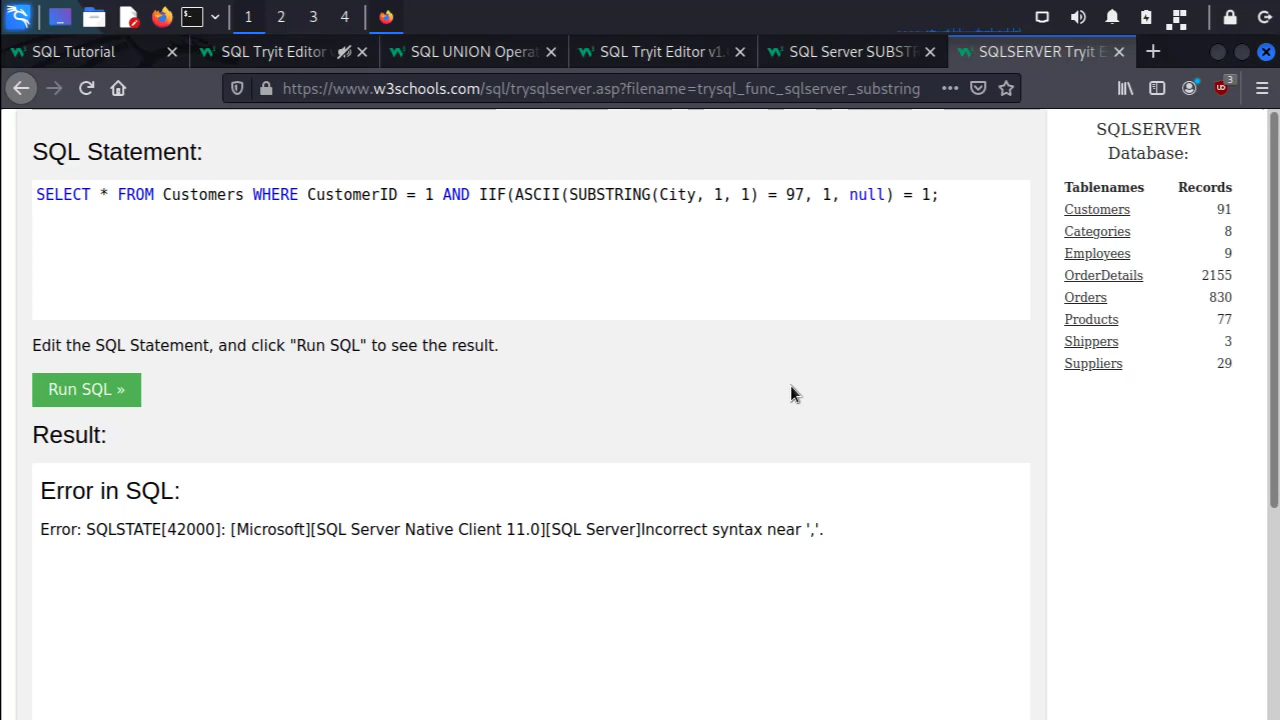 1 2 3 4
SQL Tutorial
SQL Tryit Editor v
SQL UNION Opera
SQL Tryit Editor v1.
SQL Server SUBSTR
SQLSERVER Tryit E
https://www.w3schools.com/sql/trysqlserver.asp?filename=trysql_func_sqlserver_substring
3
SQL Statement:
SELECT * FROM Customers WHERE CustomerID = 1 AND IIF(ASCII(SUBSTRING(City, 1, 1) = 97, 1, null) = 1;
Edit the SQL Statement, and click "Run SQL" to see the result.
Run SQL »
Result:
Error in SQL:
Error: SQLSTATE[42000]: [Microsoft][SQL Server Native Client 11.0][SQL Server]Incorrect syntax near ','.
SQLSERVER
Database:
Tablenames Records
Customers 91
Categories 8
Employees 9
OrderDetails 2155
Orders 830
Products 77
Shippers 3
Suppliers 29